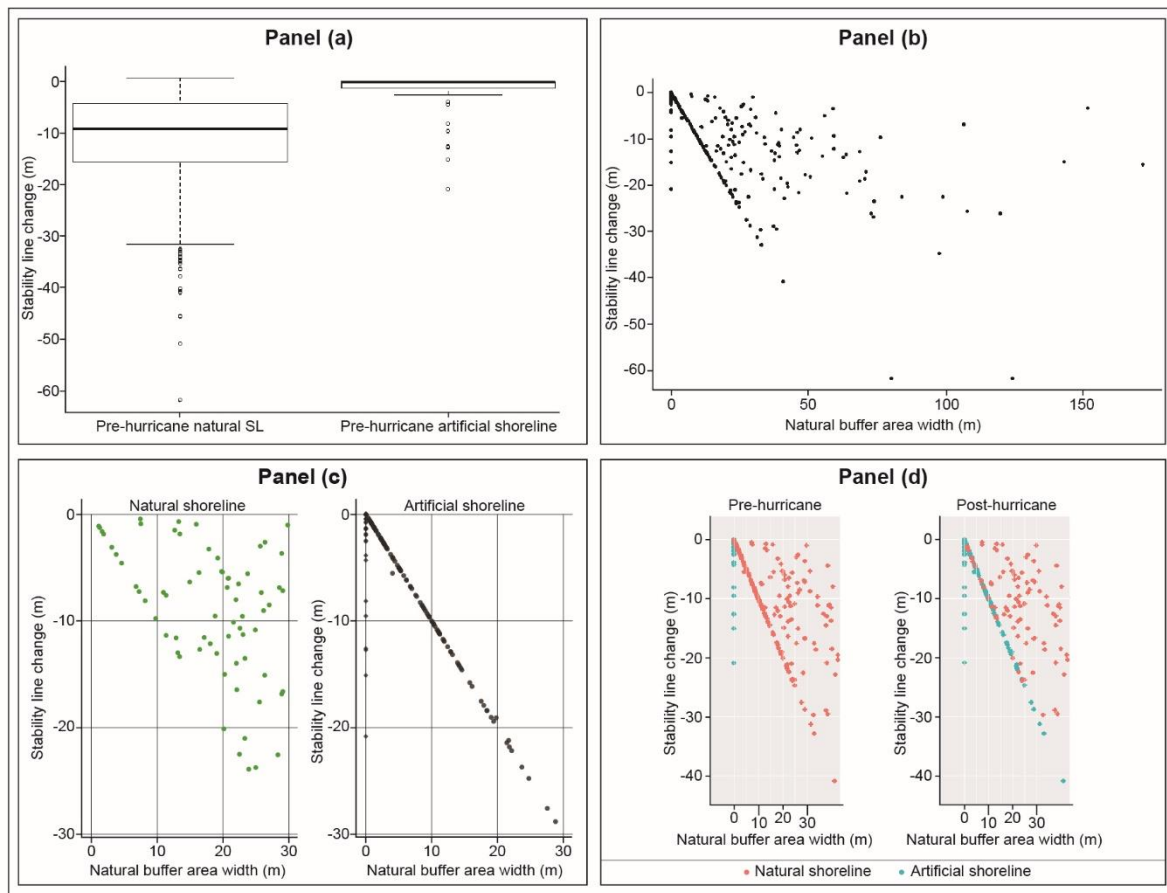 Panel (a)
Stability line change (m)
0
-10
-20
-30
-40
-50
-60
Pre-hurricane natural SL
Pre-hurricane artificial shoreline
Panel (b)
Stability line change (m)
0
-10
-20
-30
-40
-50
-60
0
50
100
150
Natural buffer area width (m)
Panel (c)
Natural shoreline
Stability line change (m)
0
-10
-20
-30
0
10
20
30
Natural buffer area width (m)
Artificial shoreline
Stability line change (m)
0
-10
-20
-30
0
10
20
30
Natural buffer area width (m)
Panel (d)
Pre-hurricane
Stability line change (m)
0
-10
-20
-30
-40
0
10
20
30
Natural buffer area width (m)
Post-hurricane
Stability line change (m)
0
-10
-20
-30
-40
0
10
20
30
Natural buffer area width (m)
Natural shoreline
Artificial shoreline